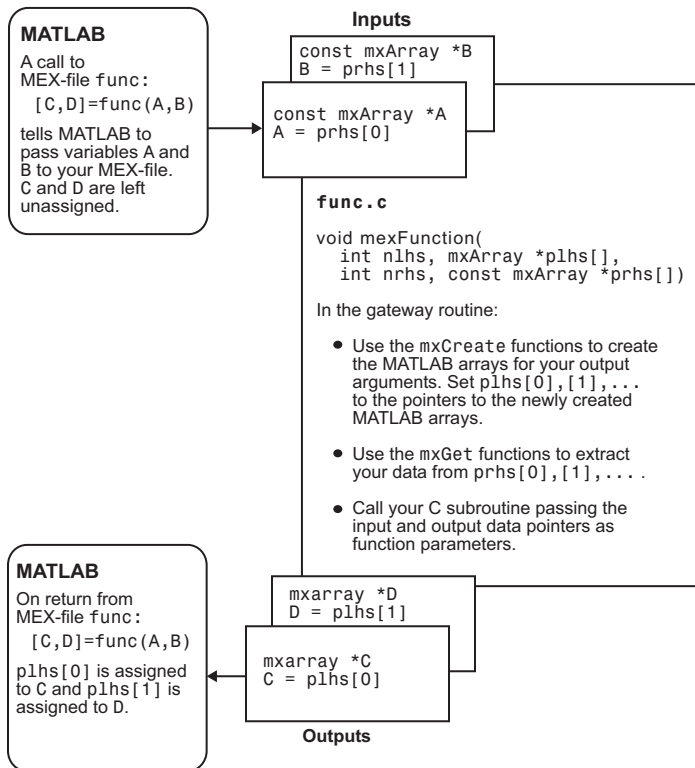 MATLAB
A call to
MEX-file func:
[C,D]=func(A,B)
tells MATLAB to
pass variables A and
B to your MEX-file.
C and D are left
unassigned.
Inputs
const mxArray *B
B = prhs[1]
const mxArray *A
A = prhs[0]
func.c
void mexFunction(
int nlhs, mxArray *plhs[],
int nrhs, const mxArray *prhs[])
In the gateway routine:
• Use the mxCreate functions to create
the MATLAB arrays for your output
arguments. Set plhs[0],[1],...
to the pointers to the newly created
MATLAB arrays.
• Use the mxGet functions to extract
your data from prhs[0],[1],... .
• Call your C subroutine passing the
input and output data pointers as
function parameters.
MATLAB
On return from
MEX-file func:
[C,D]=func(A,B)
plhs[0] is assigned
to C and plhs[1] is
assigned to D.
mxarray *D
D = plhs[1]
mxarray *C
C = plhs[0]
Outputs